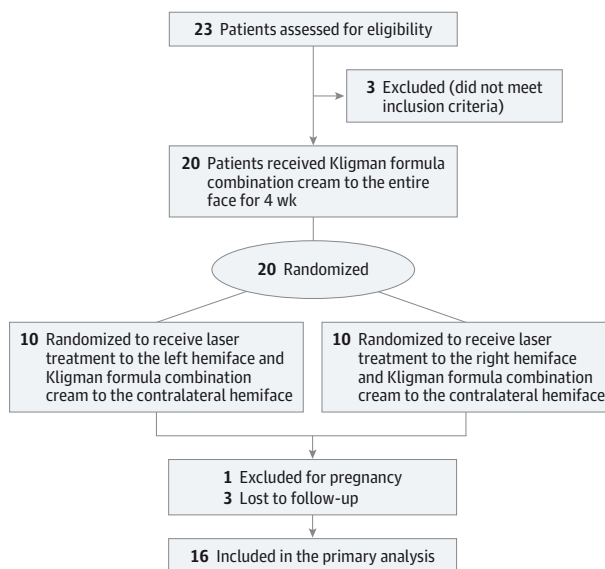 23 Patients assessed for eligibility
3 Excluded (did not meet
inclusion criteria)
20 Patients received Kligman formula
combination cream to the entire
face for 4 wk
20 Randomized
10 Randomized to receive laser
treatment to the left hemiface and
Kligman formula combination
cream to the contralateral hemiface
10 Randomized to receive laser
treatment to the right hemiface
and Kligman formula combination
cream to the contralateral hemiface
1 Excluded for pregnancy
3 Lost to follow-up
16 Included in the primary analysis